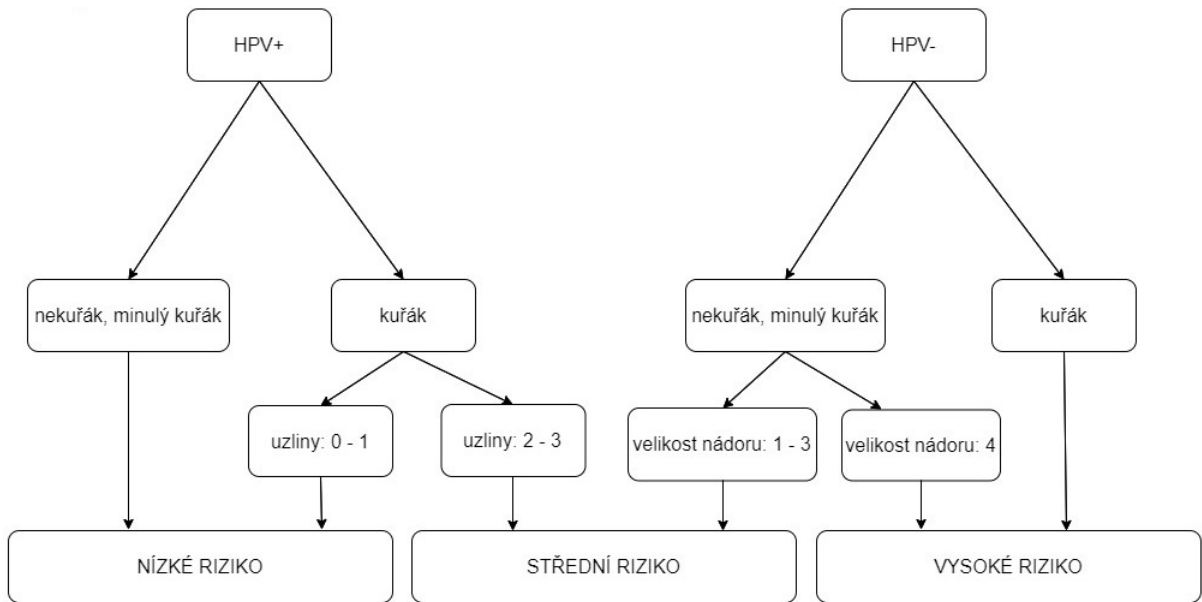 HPV+
HPV-
nekuřák, minulý kuřák
kuřák
nekuřák, minulý kuřák
kuřák
uzliny: 0 - 1
uzliny: 2 - 3
velikost nádoru: 1 - 3
velikost nádoru: 4
NÍZKÉ RIZIKO
STŘEDNÍ RIZIKO
VYSOKÉ RIZIKO